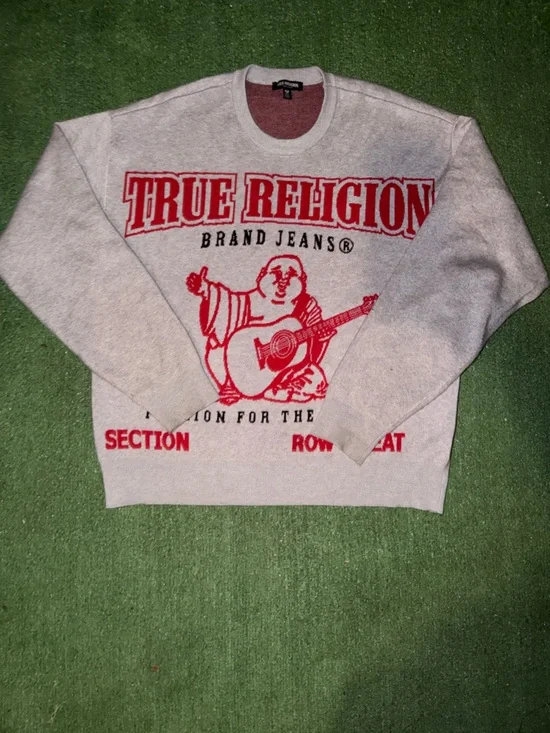 TRUE RELIGION
BRAND JEANS®
FOR THE
SECTION ROW